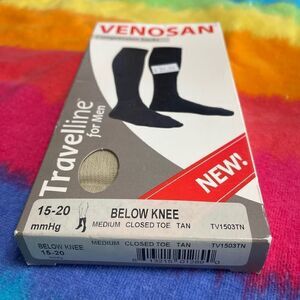 VENOSAN
Travelline
for Men
NEW!
15-20
mmHg
BELOW KNEE
MEDIUM CLOSED TOE TAN TV1503TN
BELOW KNEE MEDIUM CLOSED TOE TAN TV1503TN
15-20